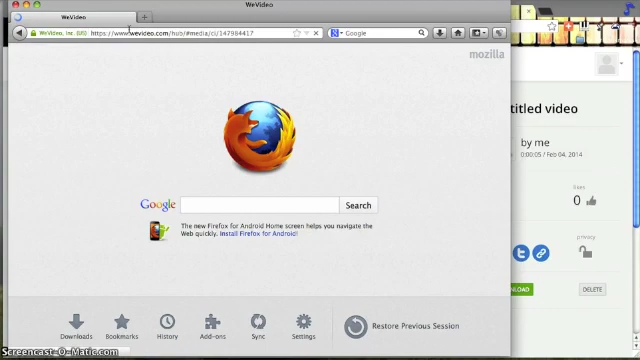 WeVideo
WeVideo
WeVideo, Inc. (US)
https://www.wevideo.com/hub/#media/ci/147984417
Google
mozilla
Google
Search
The new Firefox for Android Home screen helps you navigate the
Web quickly. Install Firefox for Android!
Downloads
Bookmarks
History
Add-ons
Sync
Settings
Restore Previous Session
titled video
by me
0:00:05 / Feb 04, 2014
likes
0
privacy
NLOAD
DELETE
Screencast-O-Matic.com